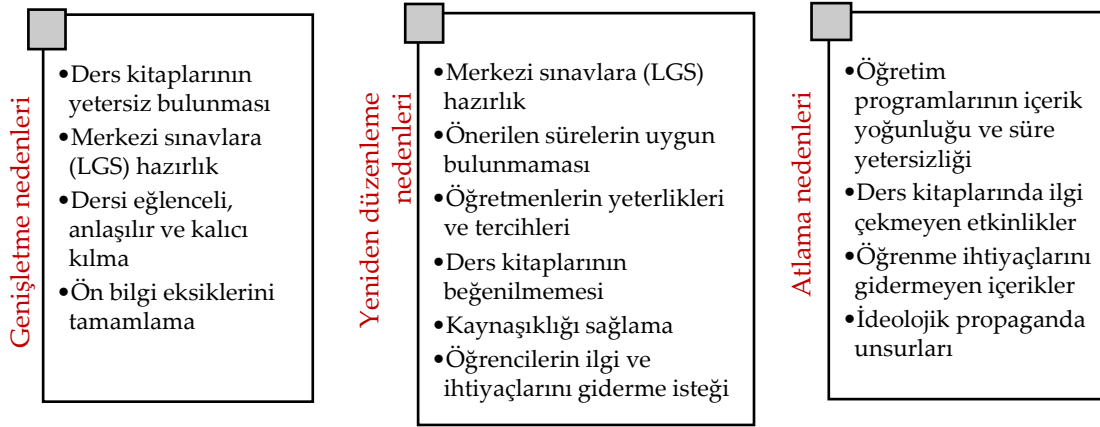 Genişletme nedenleri
•Ders kitaplarının
yetersiz bulunması
•Merkezi sınavlara
(LGS) hazırlık
•Dersi eğlenceli,
anlaşılır ve kalıcı
kılma
•Ön bilgi eksiklerini
tamamlama
Yeniden düzenleme
nedenleri
•Merkezi sınavlara (LGS)
hazırlık
•Önerilen sürelerin uygun
bulunmaması
•Öğretmenlerin yeterlikleri
ve tercihleri
•Ders kitaplarının
beğenilmemesi
•Kaynaşıklığı sağlama
•Öğrencilerin ilgi ve
ihtiyaçlarını giderme isteği
Atlama nedenleri
•Öğretim
programlarının içerik
yoğunluğu ve süre
yetersizliği
•Ders kitaplarında ilgi
çekmeyen etkinlikler
•Öğrenme ihtiyaçlarını
gidermeyen içerikler
•İdeolojik propaganda
unsurları